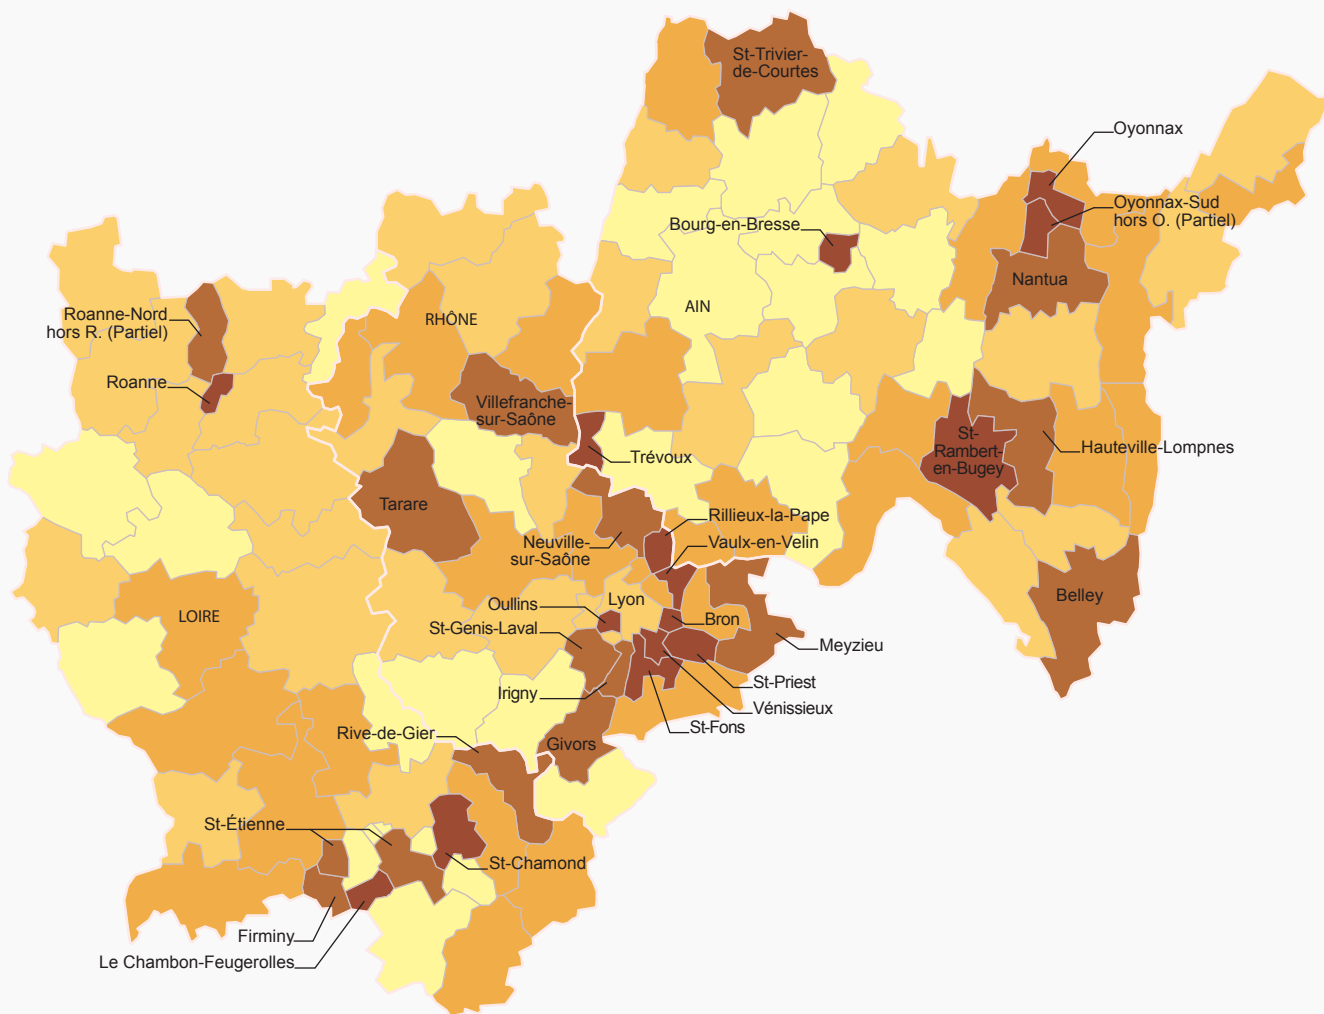 St-Trivier-
de-Courtes
Oyonnax
Oyonnax-Sud
hors O. (Partiel)
Bourg-en-Bresse
Nantua
AIN
Roanne-Nord
hors R. (Partiel)
RHÔNE
Roanne
Villefranche-
sur-Saône
St-
Rambert-
en-Bugey
Hauteville-Lompnes
Trévoux
Tarare
Rillieux-la-Pape
Neuville-
sur-Saône
Vaulx-en-Velin
Belley
LOIRE
Lyon
Oullins
Bron
St-Genis-Laval
Meyzieu
St-Priest
Irigny
Vénissieux
St-Fons
Rive-de-Gier
Givors
St-Étienne
St-Chamond
Firminy
Le Chambon-Feugerolles